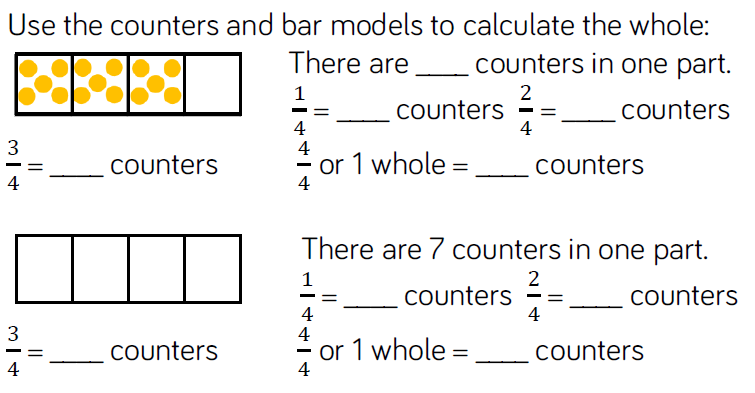 Use the counters and bar models to calculate the whole:
There are ____ counters in one part.
1/4 = ____ counters 2/4 = ____ counters
3/4 = ____ counters 4/4 or 1 whole = ____ counters
There are 7 counters in one part.
1/4 = ____ counters 2/4 = ____ counters
3/4 = ____ counters 4/4 or 1 whole = ____ counters